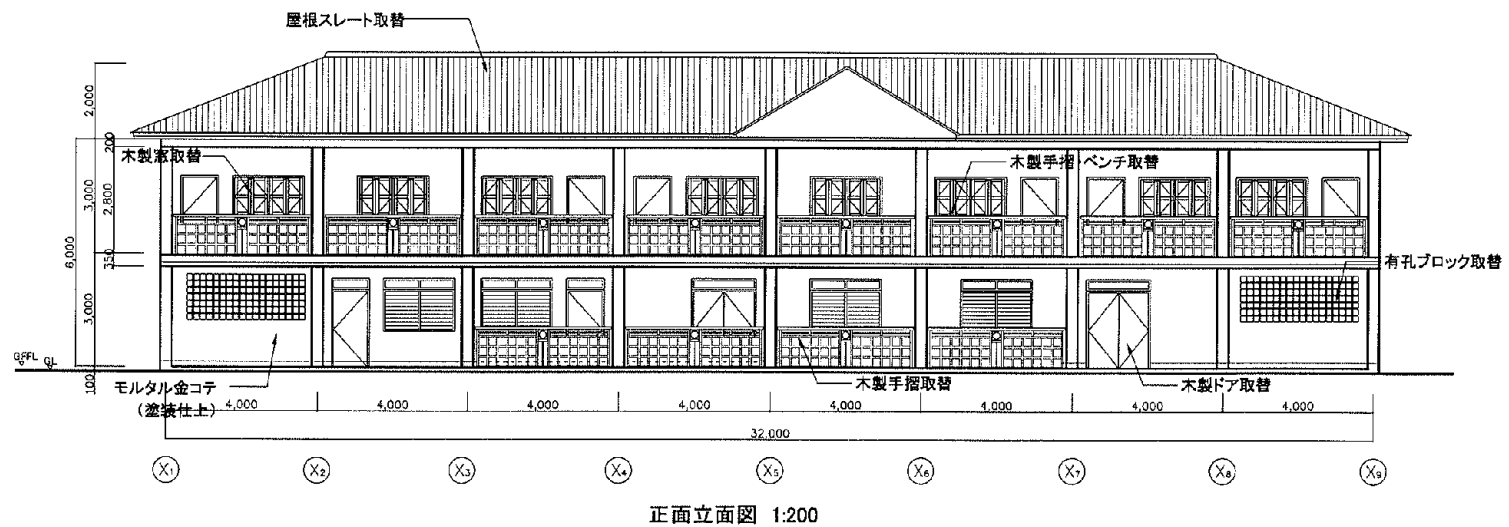 屋根スレート取替
2,000
200
木製窓取替
木製手摺・ベンチ取替
3,000
2,800
6,000
350
有孔ブロック取替
3,000
GFFL
GL
100
モルタル金コテ
(塗装仕上)
木製手摺取替
木製ドア取替
4,000 4,000 4,000 4,000 4,000 4,000 4,000 4,000
32,000
X1 X2 X3 X4 X5 X6 X7 X8 X9
正面立面図 1:200